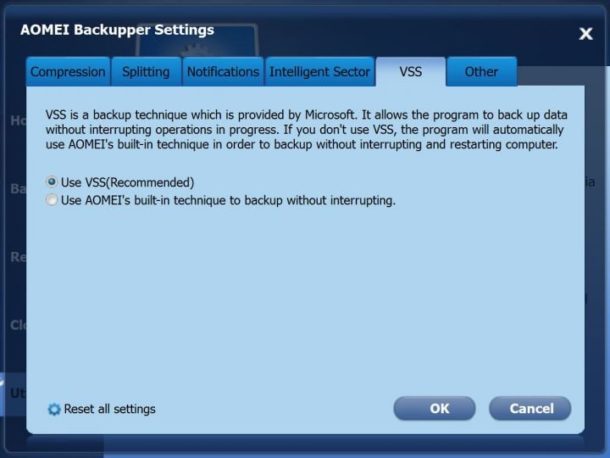 AOMEI Backupper Settings
X
Compression Splitting Notifications Intelligent Sector VSS Other
VSS is a backup technique which is provided by Microsoft. It allows the program to back up data
without interrupting operations in progress. If you don't use VSS, the program will automatically
use AOMEI's built-in technique in order to backup without interrupting and restarting computer.
Use VSS(Recommended)
Use AOMEI's built-in technique to backup without interrupting.
Reset all settings
OK
Cancel